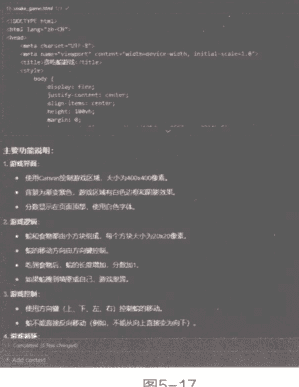 snake_game.html
<!DOCTYPE html>
<html lang="zh-CN">
<head>
<meta charset="UTF-8">
<meta name="viewport" content="width=device-width, initial-scale=1.0">
<title>贪吃蛇游戏</title>
<style>
body {
display: flex;
justify-content: center;
align-items: center;
height: 100vh;
margin: 0;
主要功能说明：
1. 游戏界面：
• 使用Canvas绘制游戏区域，大小为400x400像素。
• 背景为渐变紫色，游戏区域有白色边框和阴影效果。
• 分数显示在页面顶部，使用白色字体。
2. 游戏逻辑：
• 蛇和食物都由小方块组成，每个方块大小为20x20像素。
• 蛇的移动方向由方向键控制。
• 吃到食物后，蛇的长度增加，分数加1。
• 如果蛇撞到墙壁或自己，游戏结束。
3. 游戏控制：
• 使用方向键（上、下、左、右）控制蛇的移动。
• 蛇不能直接反向移动（例如，不能从向上直接变为向下）。
4.
Completed (1 file changed)
+ Add context
图5-17